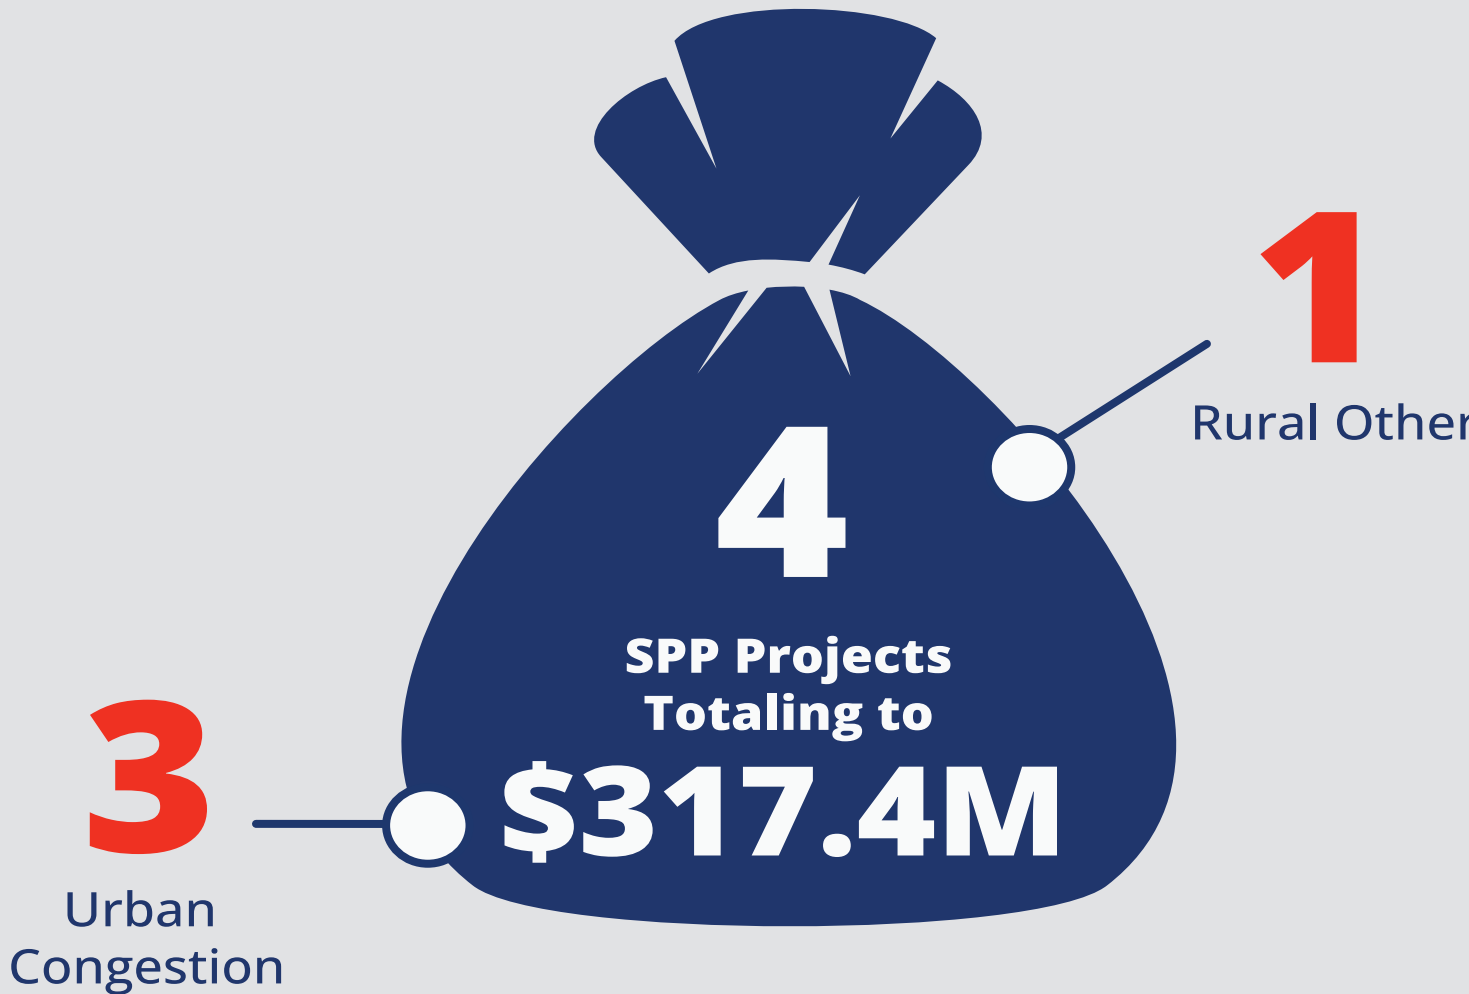 1
Rural Other
4
SPP Projects
Totaling to
$317.4M
3
Urban
Congestion